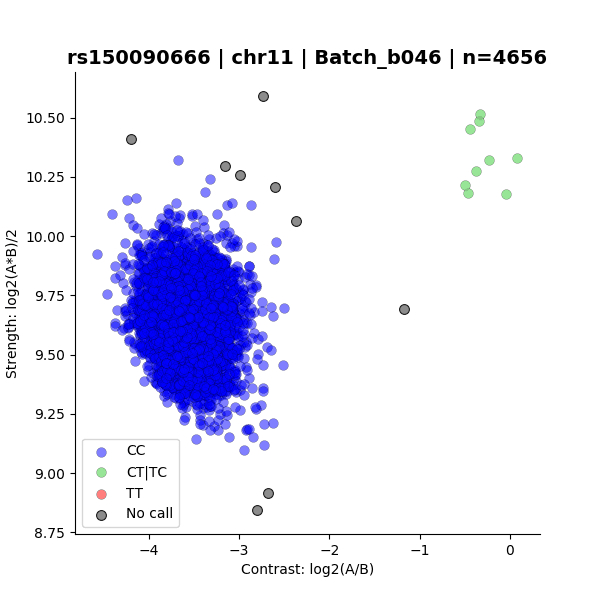 rs150090666 | chr11 | Batch_b046 | n=4656
Strength: log2(A*B)/2
10.50
10.25
10.00
9.75
9.50
9.25
9.00
8.75
CC
CT|TC
TT
No call
−4
−3
−2
−1
0
Contrast: log2(A/B)